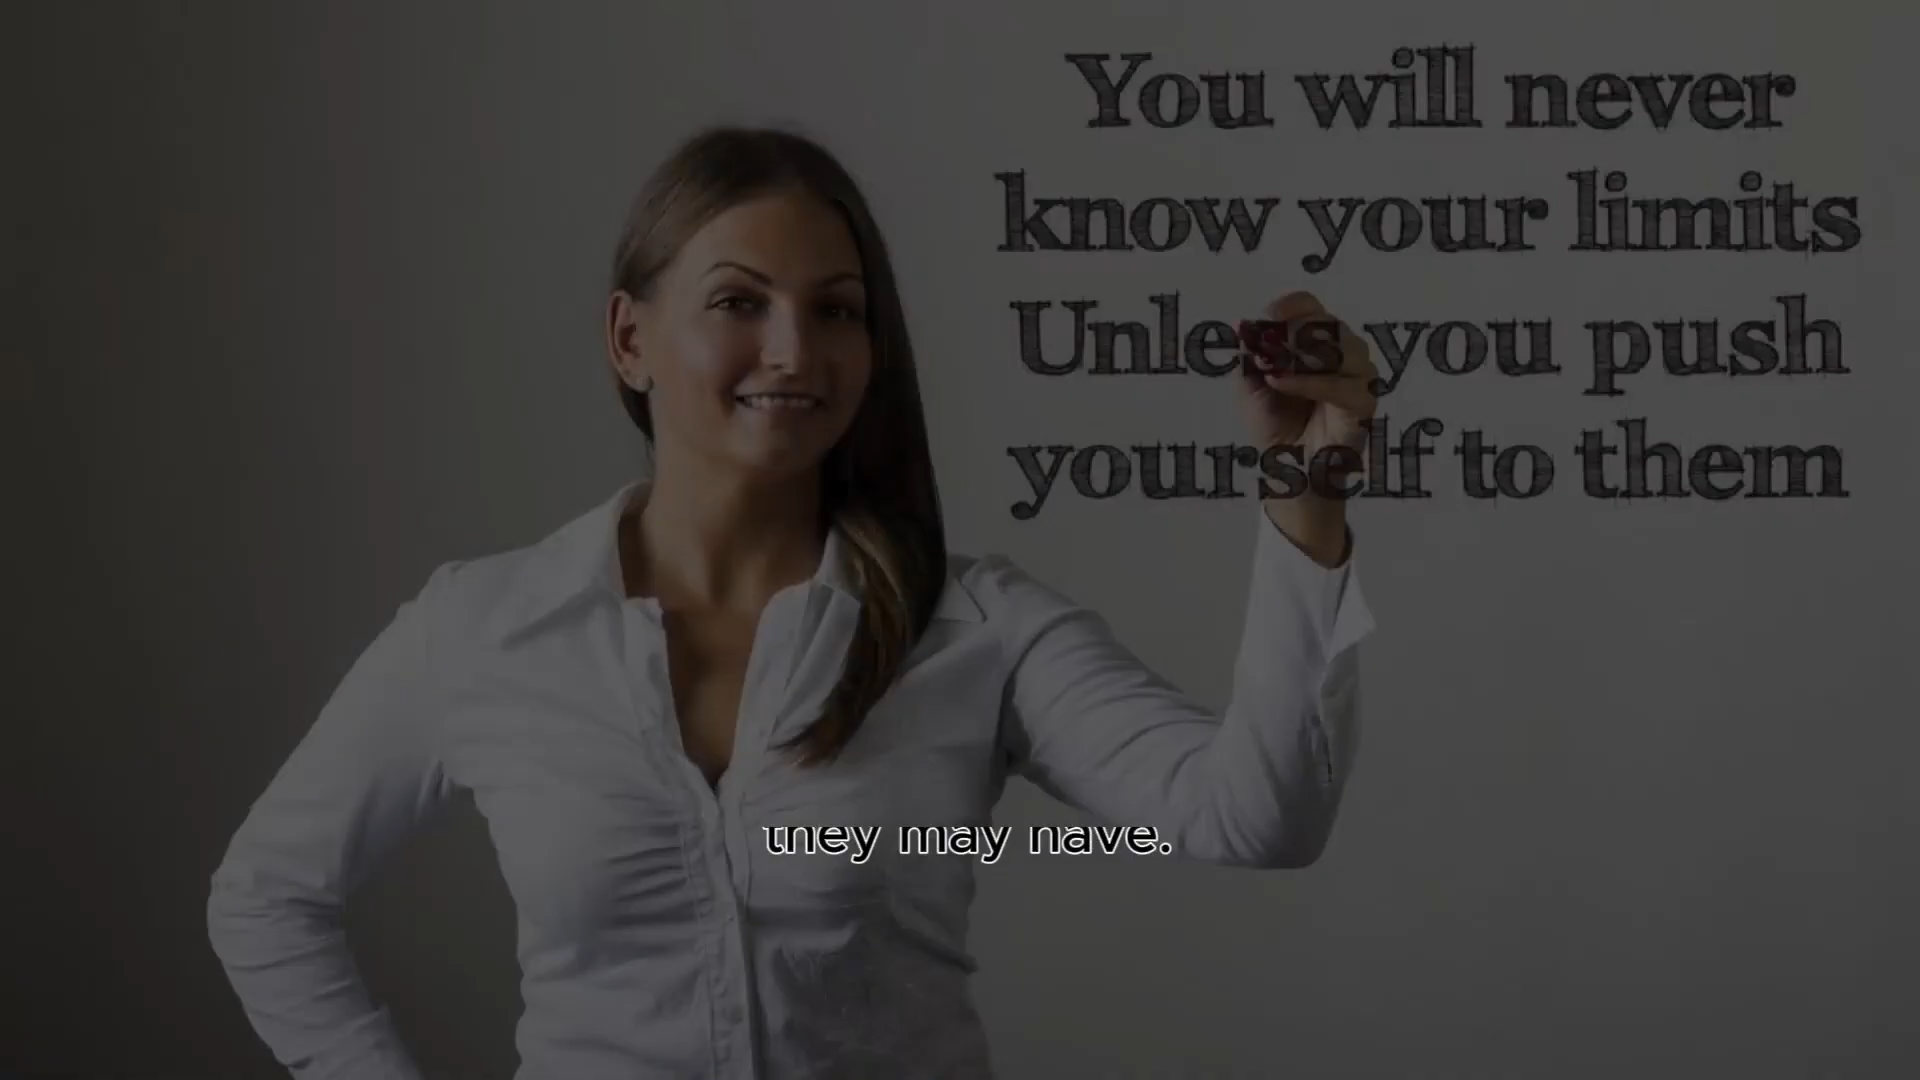 You will never
know your limits
Unless you push
yourself to them
they may have.